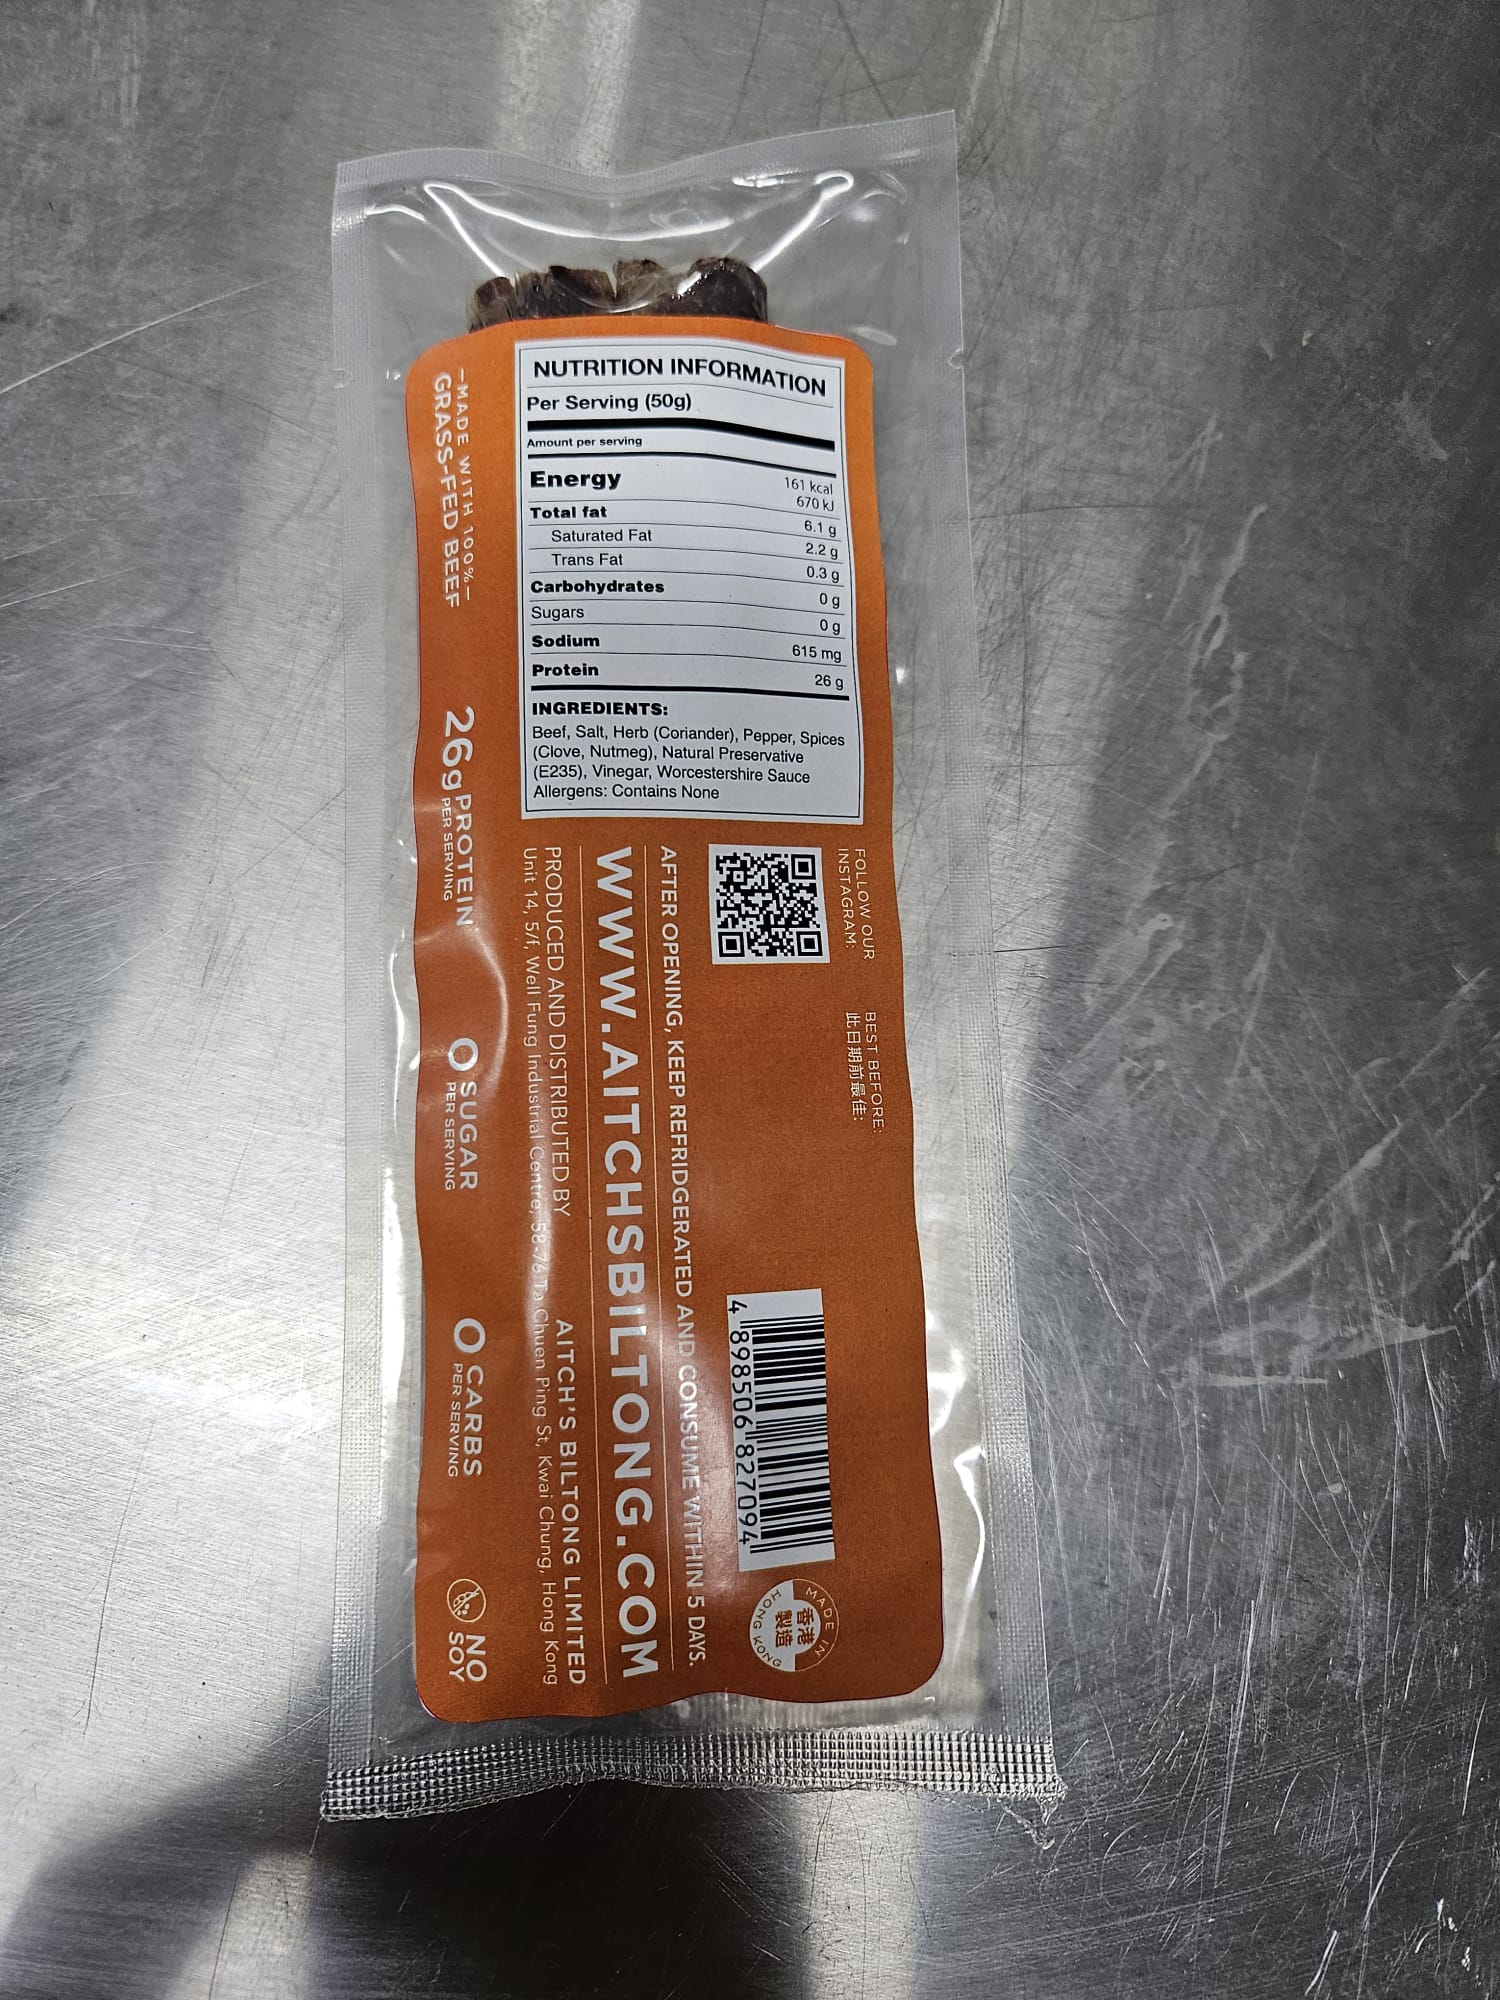 NUTRITION INFORMATION
Per Serving (50g)
Amount per serving
Energy 161 kcal
670 kJ
Total fat 6.1 g
Saturated Fat 2.2 g
Trans Fat 0.3 g
Carbohydrates 0 g
Sugars 0 g
Sodium 615 mg
Protein 26 g
INGREDIENTS:
Beef, Salt, Herb (Coriander), Pepper, Spices
(Clove, Nutmeg), Natural Preservative
(E235), Vinegar, Worcestershire Sauce
Allergens: Contains None
FOLLOW OUR
INSTAGRAM:
BEST BEFORE:
此日期前最佳:
4 898506 827094
MADE IN
香港
製造
HONG KONG
AFTER OPENING, KEEP REFRIDGERATED AND CONSUME WITHIN 5 DAYS.
WWW.AITCHSBILTONG.COM
PRODUCED AND DISTRIBUTED BY AITCH'S BILTONG LIMITED
Unit 14, 5/f, Well Fung Industrial Centre, 58-76 Ta Chuen Ping St, Kwai Chung, Hong Kong
-MADE WITH 100%-
GRASS-FED BEEF
26g PROTEIN
PER SERVING
0 SUGAR
PER SERVING
0 CARBS
PER SERVING
NO
SOY